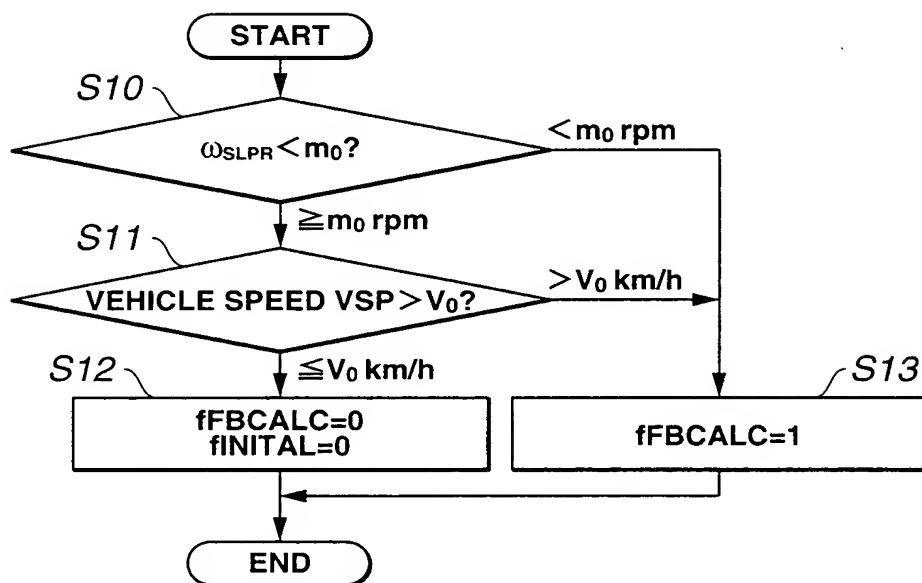 START
S10
ω_SLPR<m₀?
<m₀ rpm
≧m₀ rpm
S11
VEHICLE SPEED VSP>V₀?
>V₀ km/h
≦V₀ km/h
S12
fFBCALC=0
fINITAL=0
S13
fFBCALC=1
END